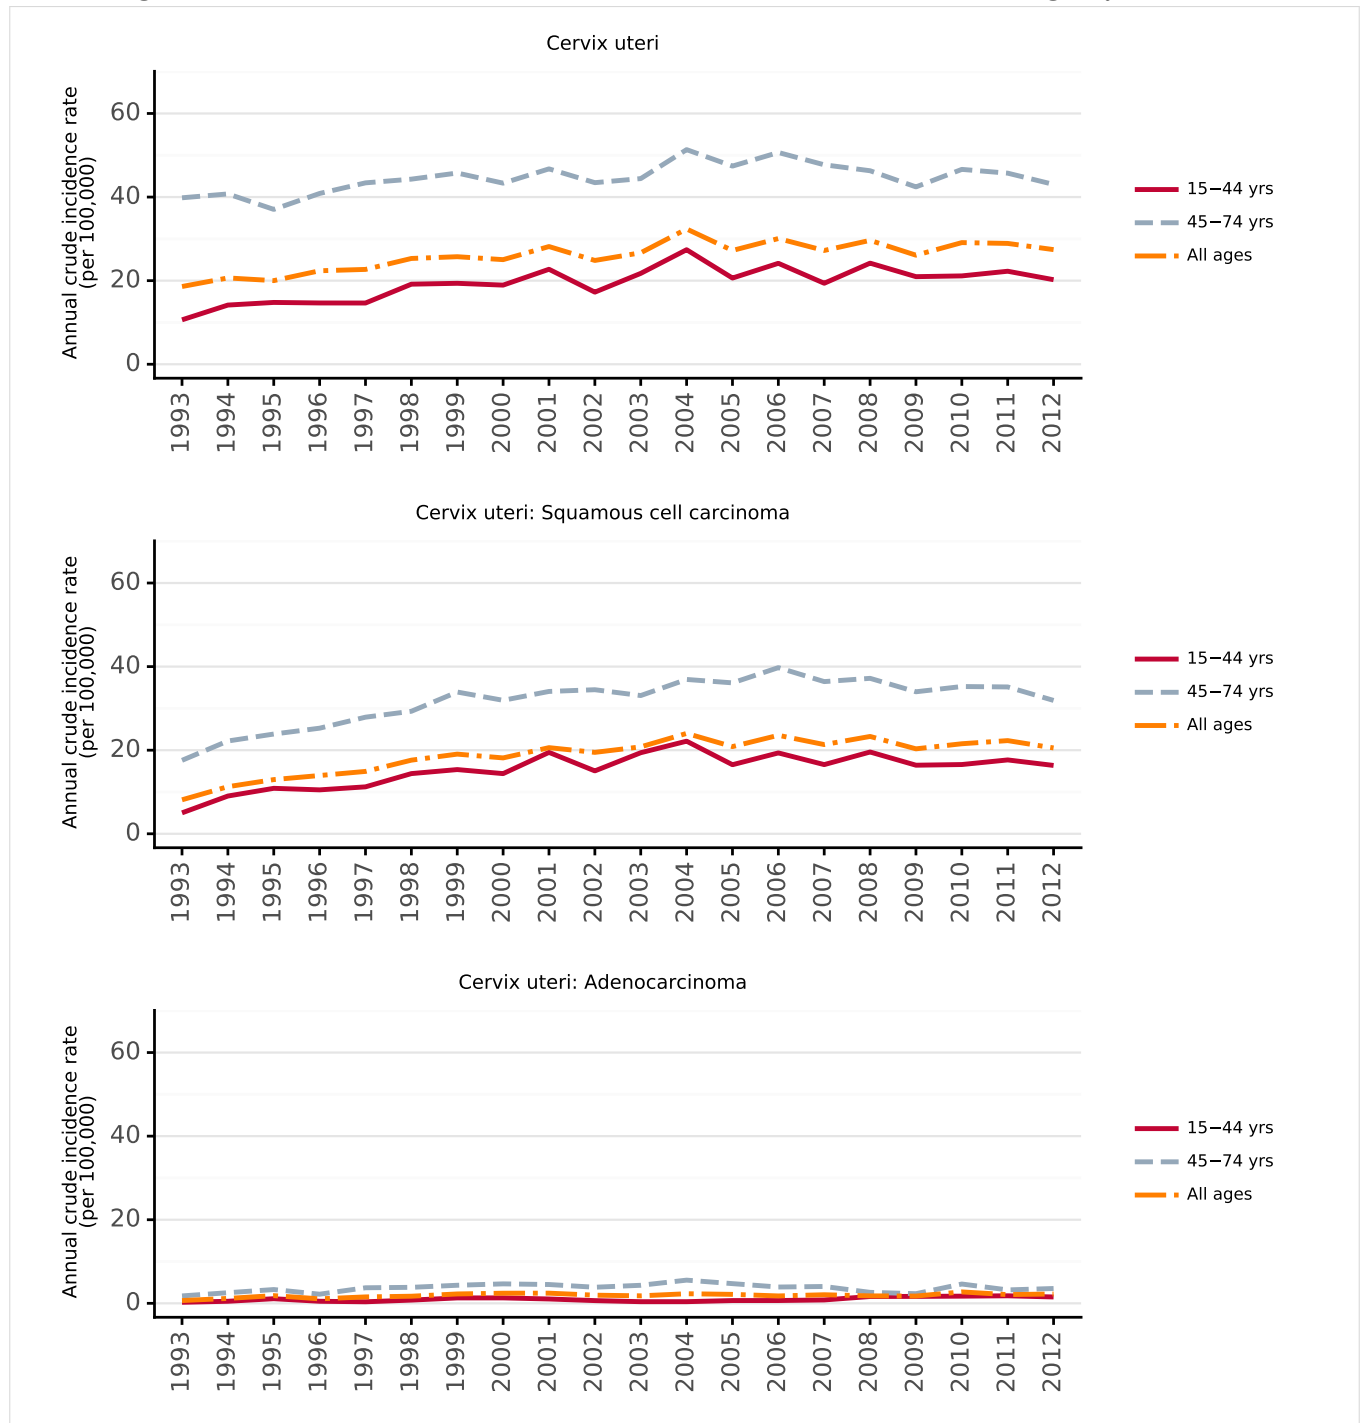 Cervix uteri
Annual crude incidence rate
(per 100,000)
60
40
20
0
1993 1994 1995 1996 1997 1998 1999 2000 2001 2002 2003 2004 2005 2006 2007 2008 2009 2010 2011 2012
15−44 yrs
45−74 yrs
All ages
Cervix uteri: Squamous cell carcinoma
Annual crude incidence rate
(per 100,000)
60
40
20
0
1993 1994 1995 1996 1997 1998 1999 2000 2001 2002 2003 2004 2005 2006 2007 2008 2009 2010 2011 2012
15−44 yrs
45−74 yrs
All ages
Cervix uteri: Adenocarcinoma
Annual crude incidence rate
(per 100,000)
60
40
20
0
1993 1994 1995 1996 1997 1998 1999 2000 2001 2002 2003 2004 2005 2006 2007 2008 2009 2010 2011 2012
15−44 yrs
45−74 yrs
All ages